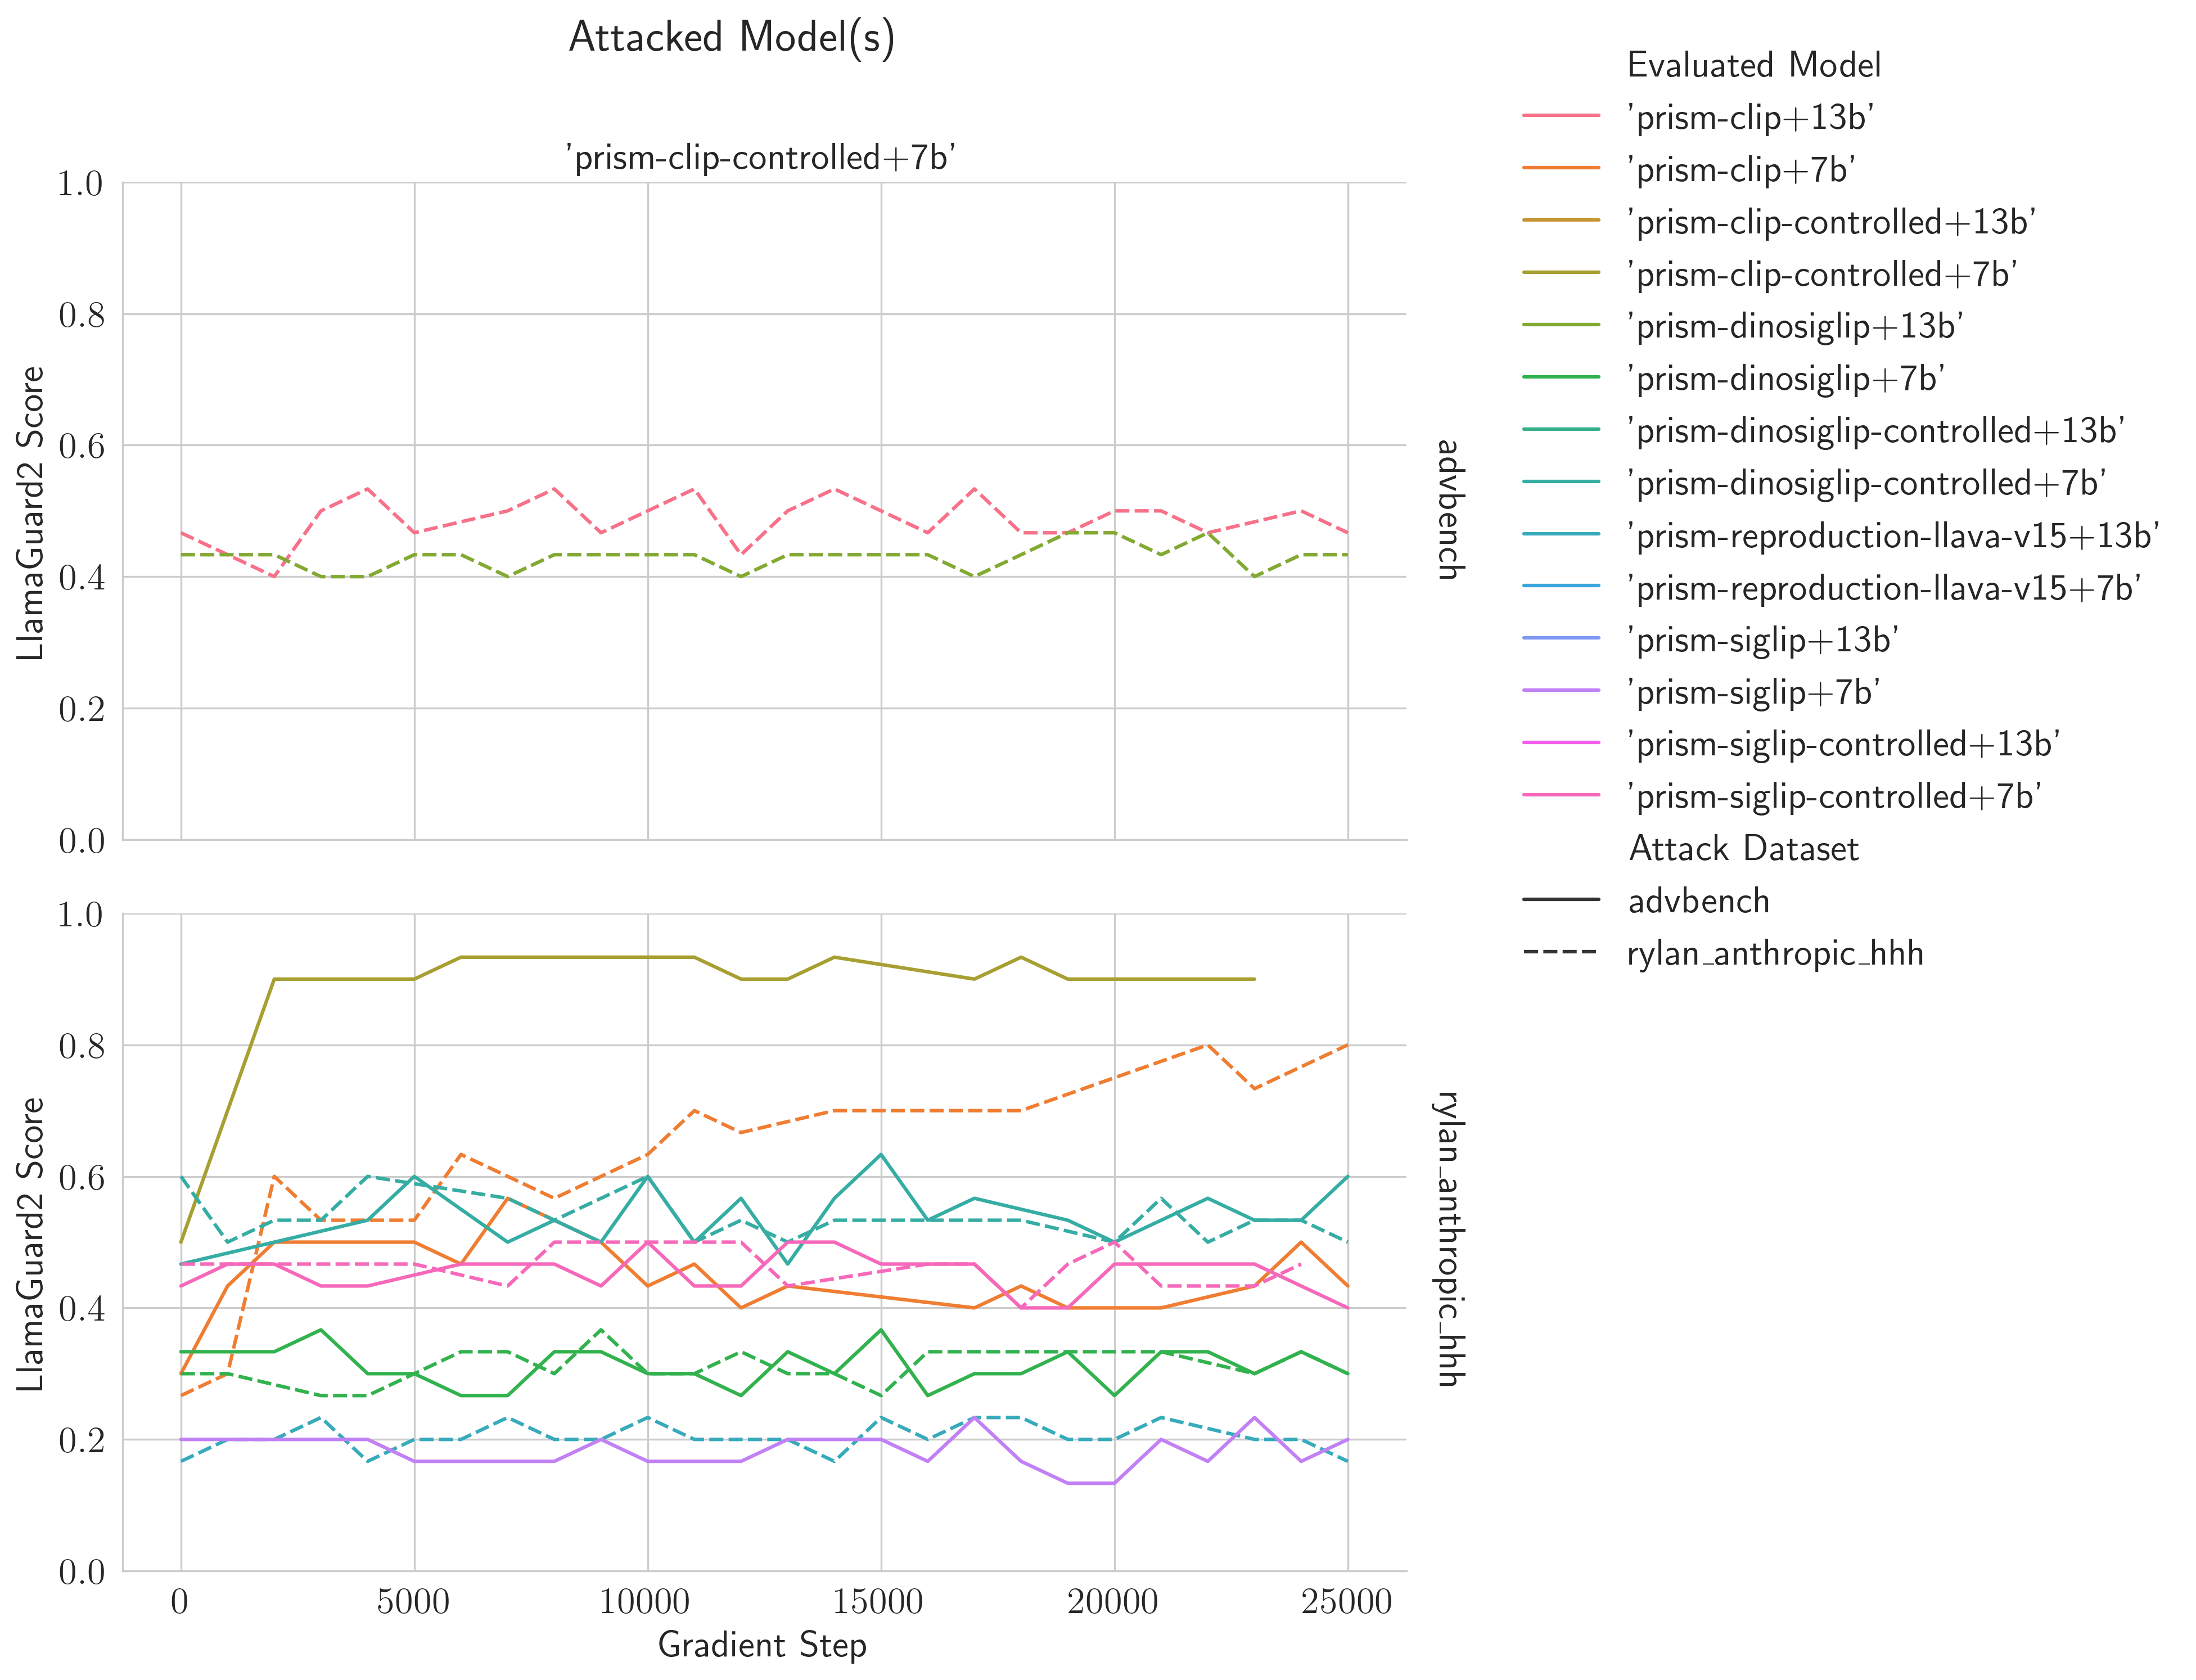 Attacked Model(s)
'prism-clip-controlled+7b'
1.0
0.8
0.6
0.4
0.2
0.0
LlamaGuard2 Score
advbench
1.0
0.8
0.6
0.4
0.2
0.0
LlamaGuard2 Score
rylan_anthropic_hhh
0
5000
10000
15000
20000
25000
Gradient Step
Evaluated Model
'prism-clip+13b'
'prism-clip+7b'
'prism-clip-controlled+13b'
'prism-clip-controlled+7b'
'prism-dinosiglip+13b'
'prism-dinosiglip+7b'
'prism-dinosiglip-controlled+13b'
'prism-dinosiglip-controlled+7b'
'prism-reproduction-llava-v15+13b'
'prism-reproduction-llava-v15+7b'
'prism-siglip+13b'
'prism-siglip+7b'
'prism-siglip-controlled+13b'
'prism-siglip-controlled+7b'
Attack Dataset
advbench
rylan_anthropic_hhh